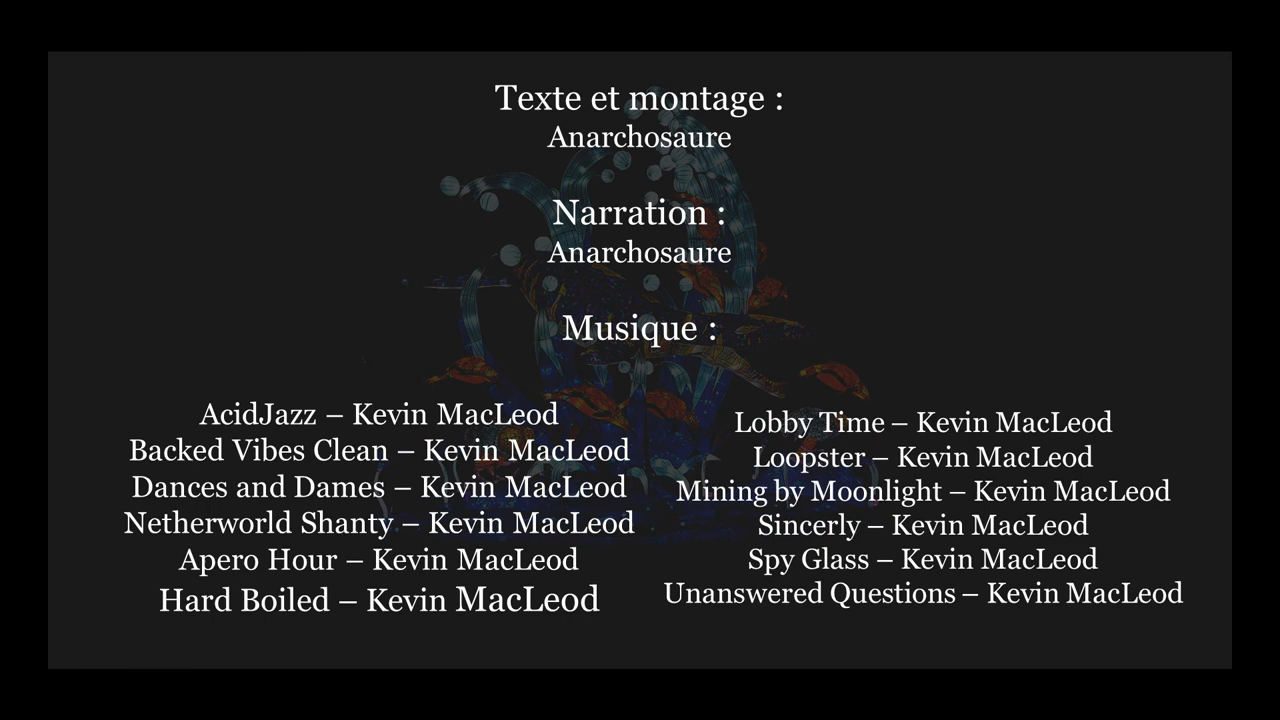 Texte et montage :
Anarchosaure
Narration :
Anarchosaure
Musique :
AcidJazz – Kevin MacLeod
Backed Vibes Clean – Kevin MacLeod
Dances and Dames – Kevin MacLeod
Netherworld Shanty – Kevin MacLeod
Apero Hour – Kevin MacLeod
Hard Boiled – Kevin MacLeod
Lobby Time – Kevin MacLeod
Loopster – Kevin MacLeod
Mining by Moonlight – Kevin MacLeod
Sincerly – Kevin MacLeod
Spy Glass – Kevin MacLeod
Unanswered Questions – Kevin MacLeod